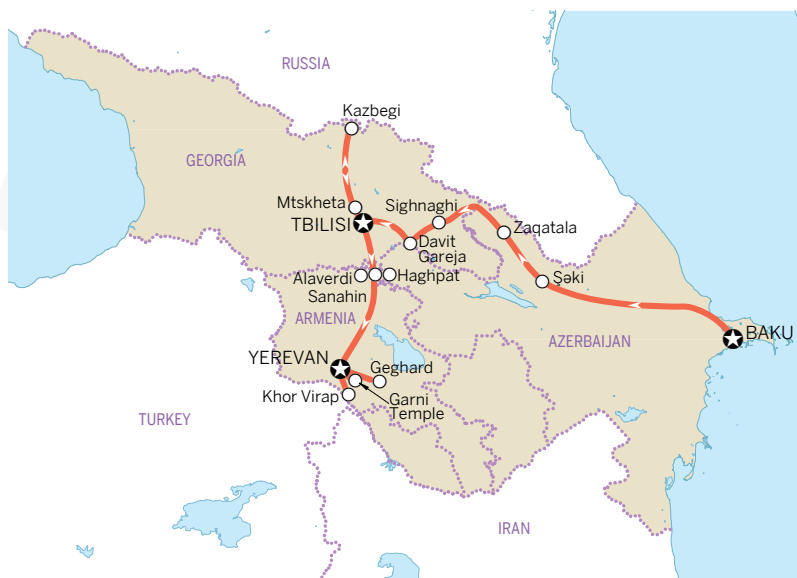 RUSSIA
Kazbegi
GEORGIA
Mtskheta
Sighnaghi
TBILISI
Zaqatala
Davit
Gareja
Alaverdi
Haghpat
Sanahin
Şəki
ARMENIA
BAKU
AZERBAIJAN
YEREVAN
Geghard
Khor Virap
Garni
Temple
TURKEY
IRAN